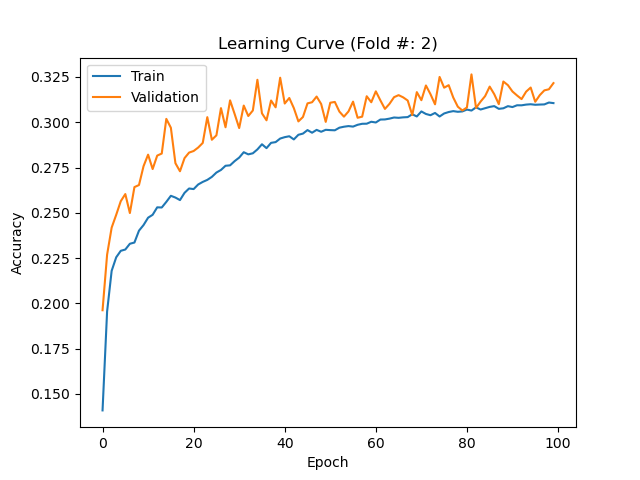 Learning Curve (Fold #: 2)
Train
Validation
0.325
0.300
0.275
0.250
0.225
0.200
0.175
0.150
Accuracy
0 20 40 60 80 100
Epoch